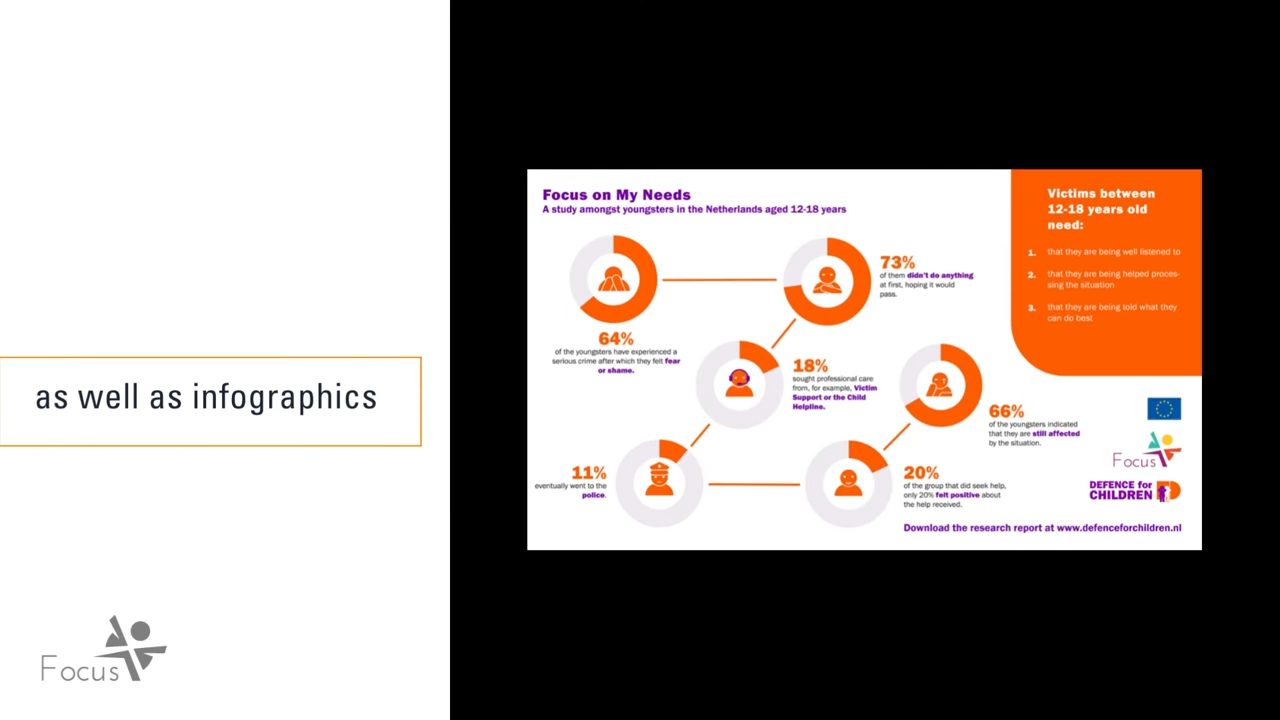 as well as infographics
Focus
Focus on My Needs
A study amongst youngsters in the Netherlands aged 12-18 years
64%
of the youngsters have experienced a
serious crime after which they felt fear
or shame.
73%
of them didn't do anything
at first, hoping it would
pass.
18%
sought professional care
from, for example, Victim
Support or the Child
Helpline.
11%
eventually went to the
police.
20%
of the group that did seek help,
only 20% felt positive about
the help received.
66%
of the youngsters indicated
that they are still affected
by the situation.
Victims between
12-18 years old
need:
1. that they are being well listened to
2. that they are being helped proces-
sing the situation
3. that they are being told what they
can do best
Focus
DEFENCE for
CHILDREN
Download the research report at www.defenceforchildren.nl